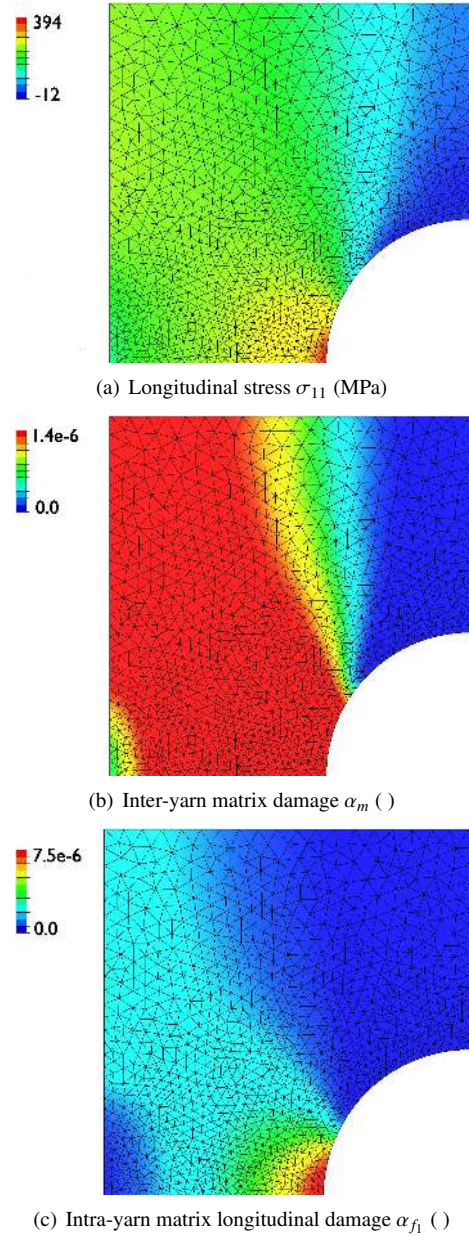 394
-12
(a) Longitudinal stress σ₁₁ (MPa)
1.4e-6
0.0
(b) Inter-yarn matrix damage αₘ ( )
7.5e-6
0.0
(c) Intra-yarn matrix longitudinal damage α_f₁ ( )